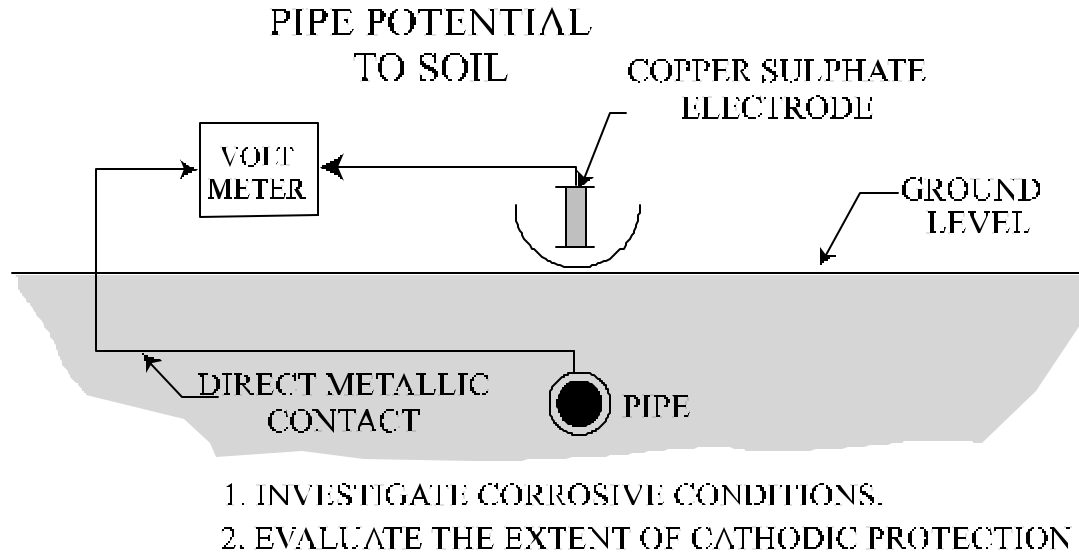 PIPE POTENTIAL
TO SOIL
COPPER SULPHATE
ELECTRODE
VOLT
METER
GROUND
LEVEL
DIRECT METALLIC
CONTACT
PIPE
1. INVESTIGATE CORROSIVE CONDITIONS.
2. EVALUATE THE EXTENT OF CATHODIC PROTECTION